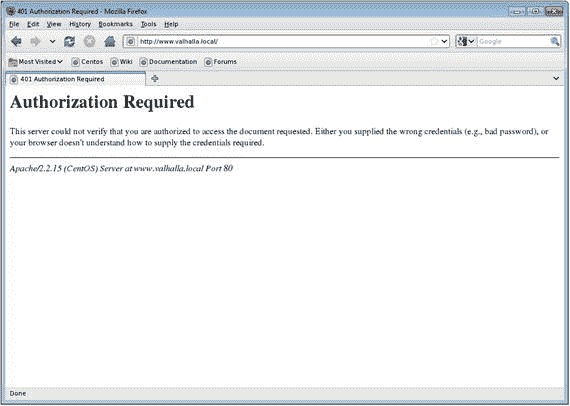 401 Authorization Required - Mozilla Firefox
File Edit View History Bookmarks Tools Help
http://www.valhalla.local/
Google
Most Visited Centos Wiki Documentation Forums
401 Authorization Required
Authorization Required
This server could not verify that you are authorized to access the document requested. Either you supplied the wrong credentials (e.g., bad password), or
your browser doesn't understand how to supply the credentials required.
Apache/2.2.15 (CentOS) Server at www.valhalla.local Port 80
Done